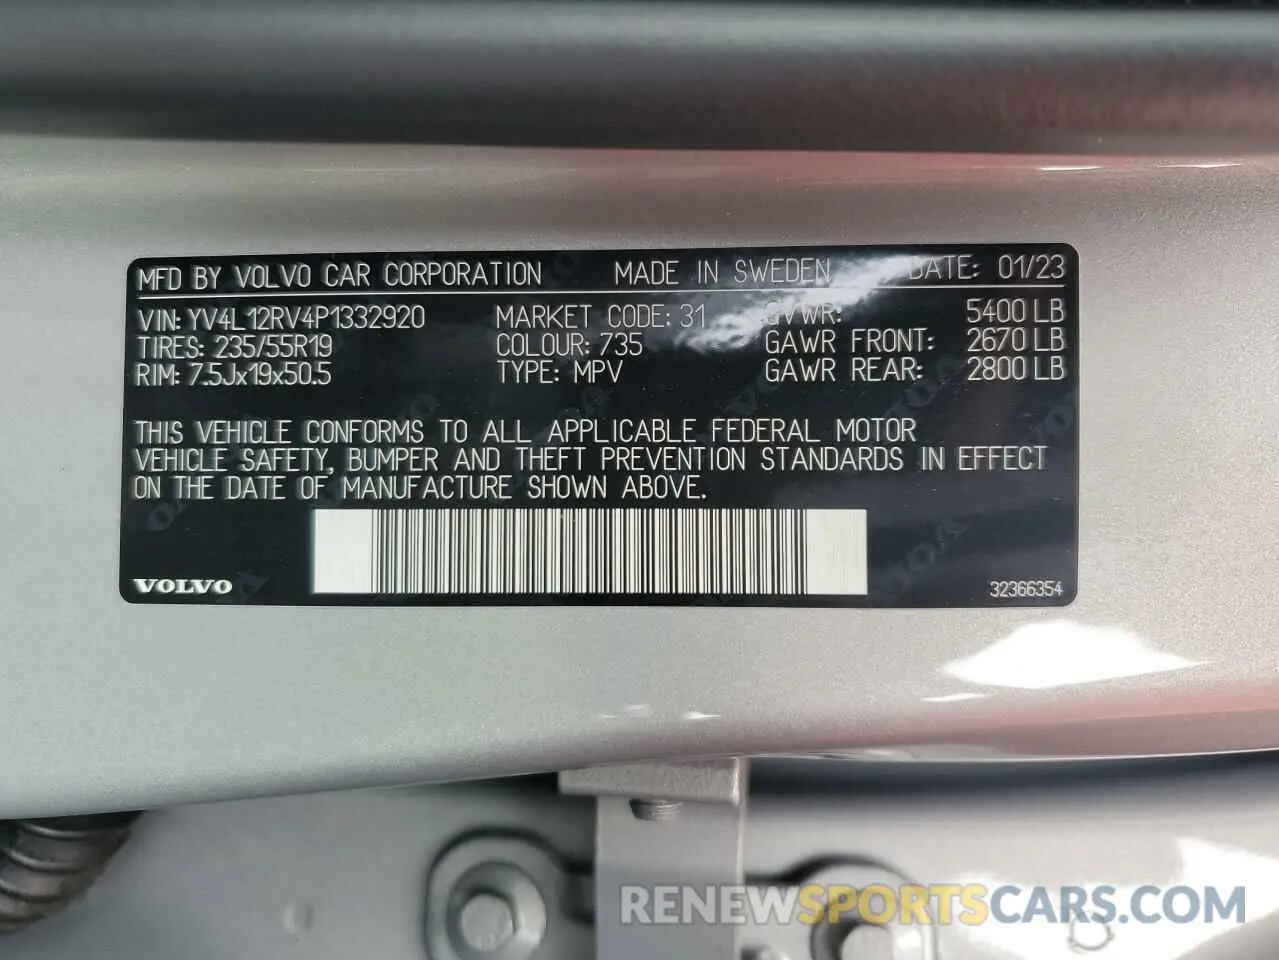 MFD BY VOLVO CAR CORPORATION MADE IN SWEDEN DATE: 01/23
VIN: YV4L12RV4P1332920 MARKET CODE: 31 GVWR: 5400 LB
TIRES: 235/55R19 COLOUR: 735 GAWR FRONT: 2670 LB
RIM: 7.5Jx19x50.5 TYPE: MPV GAWR REAR: 2800 LB
THIS VEHICLE CONFORMS TO ALL APPLICABLE FEDERAL MOTOR
VEHICLE SAFETY, BUMPER AND THEFT PREVENTION STANDARDS IN EFFECT
ON THE DATE OF MANUFACTURE SHOWN ABOVE.
VOLVO 32366354
RENEWSPORTSCARS.COM